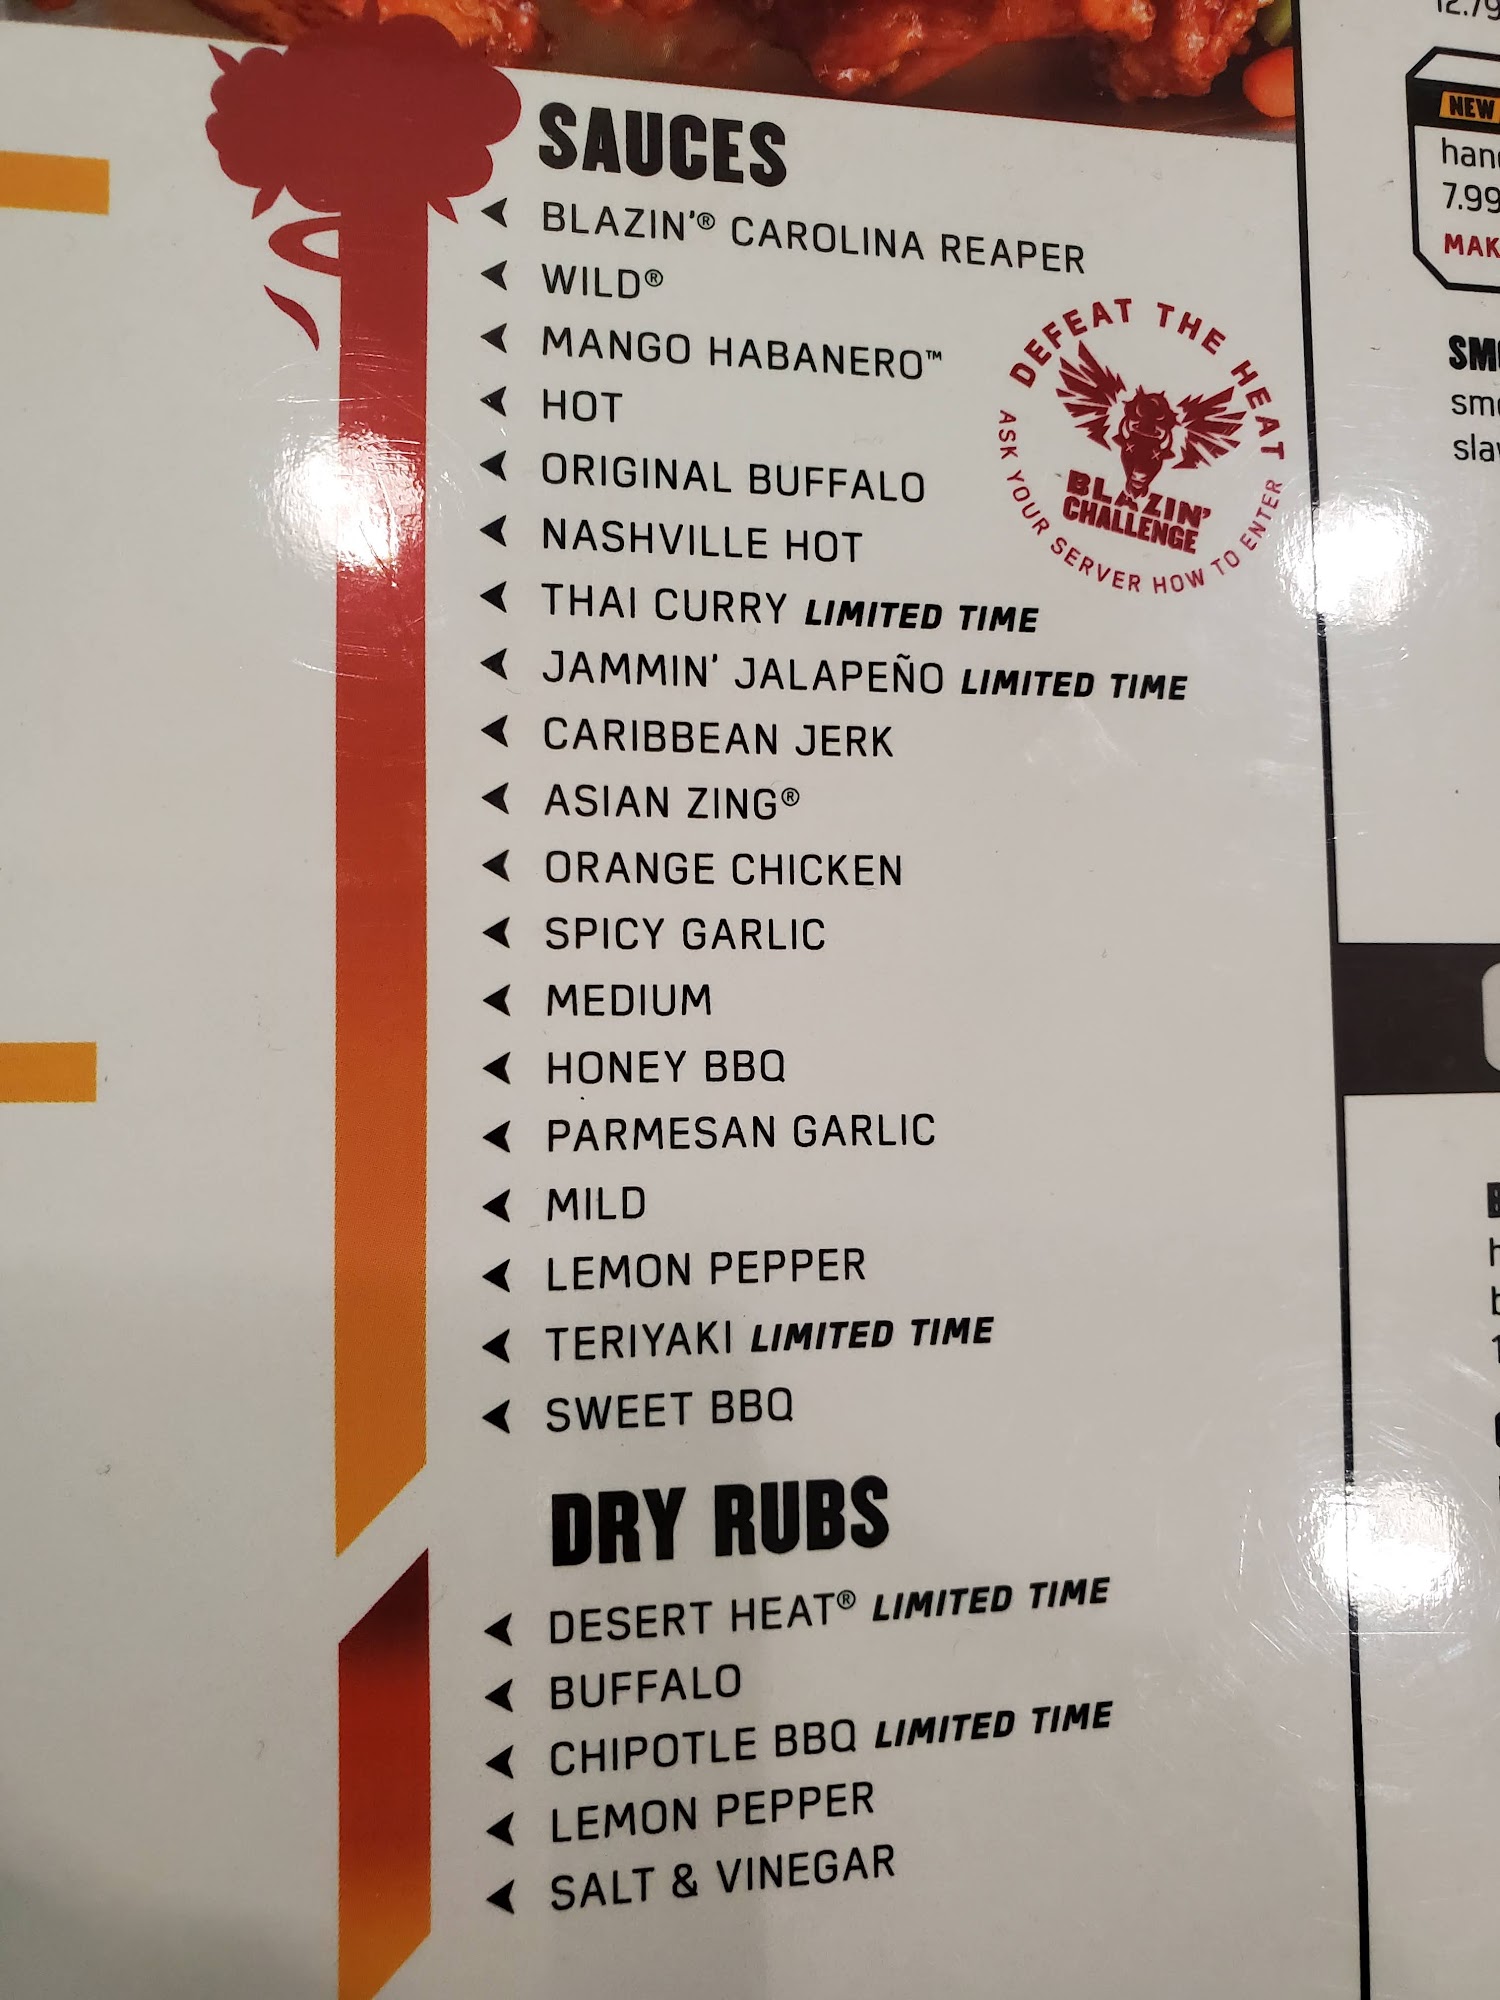 SAUCES
BLAZIN'® CAROLINA REAPER
WILD®
MANGO HABANERO™
HOT
ORIGINAL BUFFALO
NASHVILLE HOT
THAI CURRY LIMITED TIME
JAMMIN' JALAPEÑO LIMITED TIME
CARIBBEAN JERK
ASIAN ZING®
ORANGE CHICKEN
SPICY GARLIC
MEDIUM
HONEY BBQ
PARMESAN GARLIC
MILD
LEMON PEPPER
TERIYAKI LIMITED TIME
SWEET BBQ
DRY RUBS
DESERT HEAT® LIMITED TIME
BUFFALO
CHIPOTLE BBQ LIMITED TIME
LEMON PEPPER
SALT & VINEGAR
DEFEAT THE HEAT
BLAZIN'
CHALLENGE
ASK YOUR SERVER HOW TO ENTER
12.79
NEW
7.99